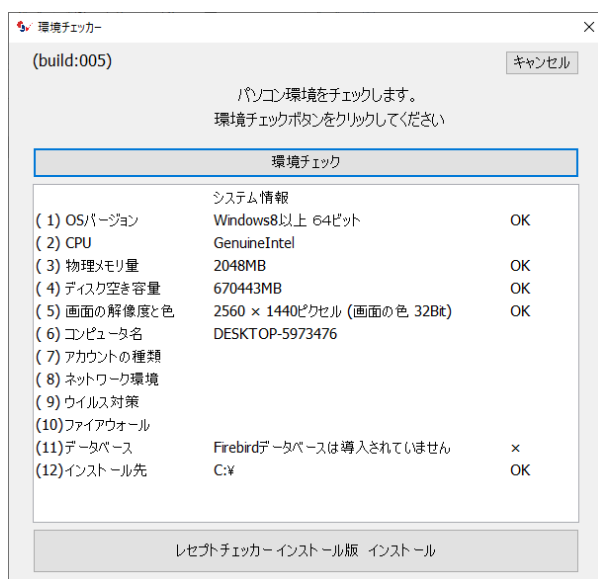 環境チェッカー
(build:005) キャンセル
パソコン環境をチェックします。
環境チェックボタンをクリックしてください
環境チェック
システム情報
( 1) OSバージョン Windows8以上 64ビット OK
( 2) CPU GenuineIntel
( 3) 物理メモリ量 2048MB OK
( 4) ディスク空き容量 670443MB OK
( 5) 画面の解像度と色 2560 × 1440ピクセル (画面の色 32Bit) OK
( 6) コンピュータ名 DESKTOP-5973476
( 7) アカウントの種類
( 8) ネットワーク環境
( 9) ウイルス対策
(10)ファイアウォール
(11)データベース Firebirdデータベースは導入されていません ×
(12)インストール先 C:¥ OK
レセプトチェッカーインストール版 インストール